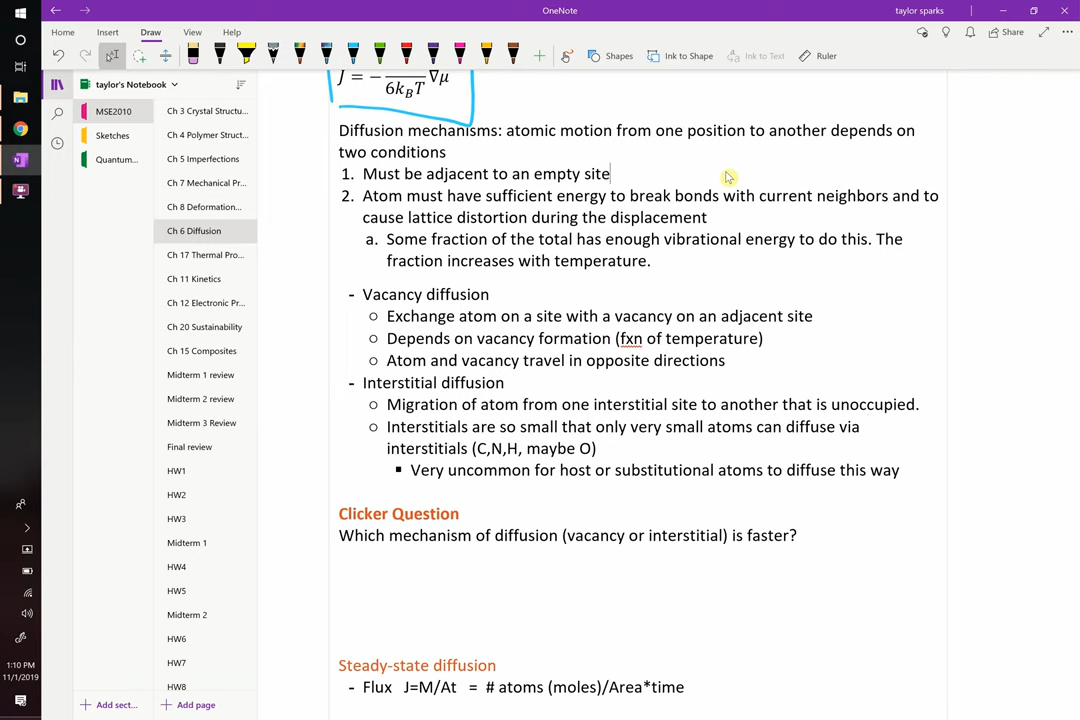 OneNote
taylor sparks
Home Insert Draw View Help
Share
Shapes Ink to Shape Ink to Text Ruler
taylor's Notebook
MSE2010
Sketches
Quantum...
Ch 3 Crystal Structu...
Ch 4 Polymer Struct...
Ch 5 Imperfections
Ch 7 Mechanical Pr...
Ch 8 Deformation...
Ch 6 Diffusion
Ch 17 Thermal Pro...
Ch 11 Kinetics
Ch 12 Electronic Pr...
Ch 20 Sustainability
Ch 15 Composites
Midterm 1 review
Midterm 2 review
Midterm 3 Review
Final review
HW1
HW2
HW3
Midterm 1
HW4
HW5
Midterm 2
HW6
HW7
HW8
Add sect... Add page
1:10 PM
11/1/2019
J = − 6k_BT ∇μ
Diffusion mechanisms: atomic motion from one position to another depends on
two conditions
1. Must be adjacent to an empty site
2. Atom must have sufficient energy to break bonds with current neighbors and to
cause lattice distortion during the displacement
a. Some fraction of the total has enough vibrational energy to do this. The
fraction increases with temperature.
- Vacancy diffusion
○ Exchange atom on a site with a vacancy on an adjacent site
○ Depends on vacancy formation (fxn of temperature)
○ Atom and vacancy travel in opposite directions
- Interstitial diffusion
○ Migration of atom from one interstitial site to another that is unoccupied.
○ Interstitials are so small that only very small atoms can diffuse via
interstitials (C,N,H, maybe O)
▪ Very uncommon for host or substitutional atoms to diffuse this way
Clicker Question
Which mechanism of diffusion (vacancy or interstitial) is faster?
Steady-state diffusion
- Flux J=M/At = # atoms (moles)/Area*time